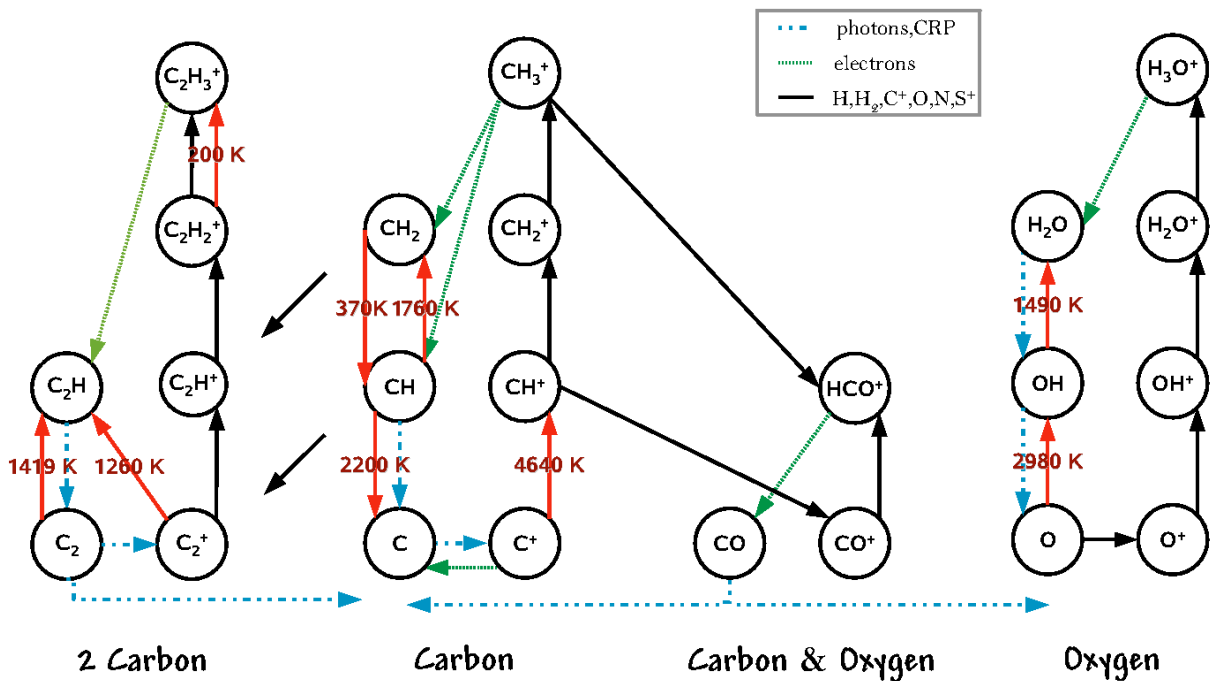 photons,CRP
electrons
H,H₂,C⁺,O,N,S⁺
C₂H₃⁺
CH₃⁺
H₃O⁺
200 K
C₂H₂⁺
CH₂
CH₂⁺
H₂O
H₂O⁺
370K
1760 K
1490 K
C₂H
C₂H⁺
CH
CH⁺
HCO⁺
OH
OH⁺
1419 K
1260 K
2200 K
4640 K
2980 K
C₂
C₂⁺
C
C⁺
CO
CO⁺
O
O⁺
2 Carbon
Carbon
Carbon & Oxygen
Oxygen